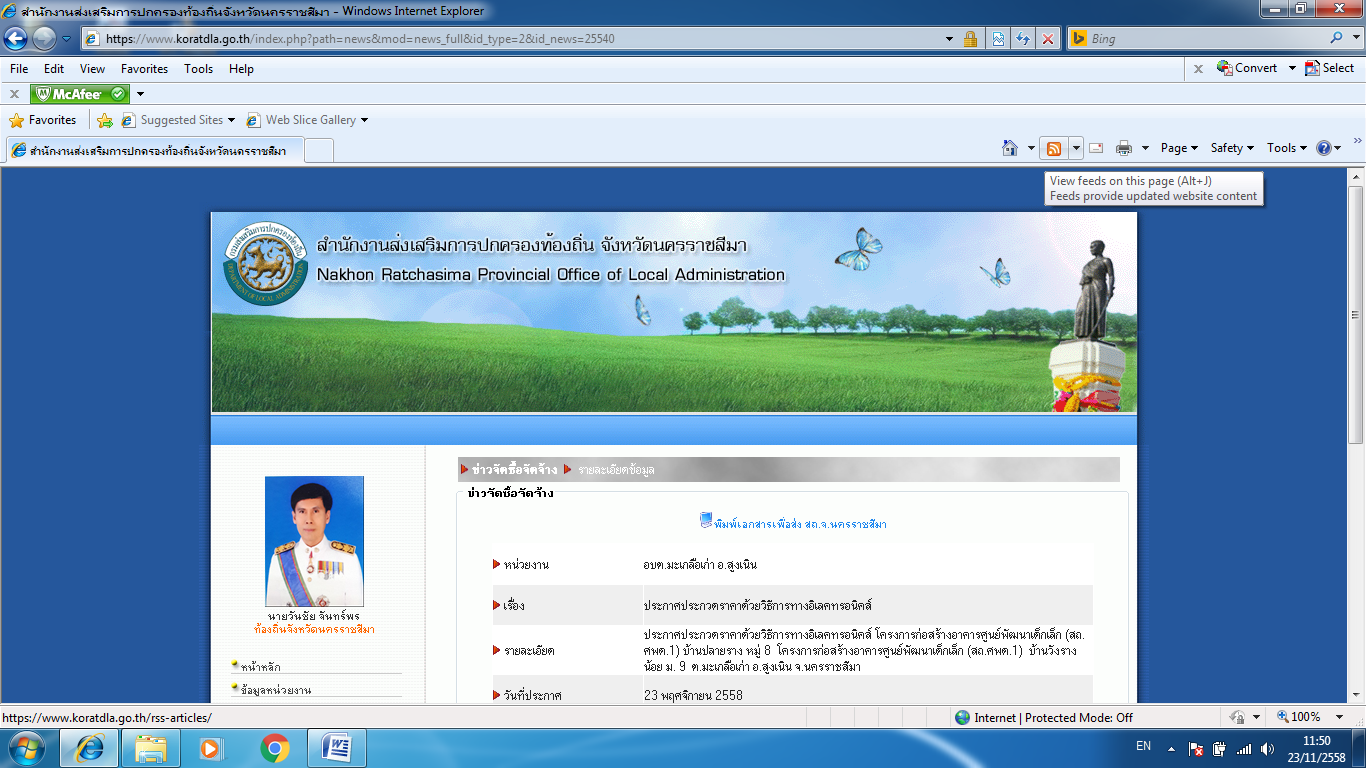 สำนักงานส่งเสริมการปกครองท้องถิ่นจังหวัดนครราชสีมา - Windows Internet Explorer
https://www.koratdla.go.th/index.php?path=news&mod=news_full&id_type=2&id_news=25540
Bing
File Edit View Favorites Tools Help
x Convert Select
x McAfee
Favorites Suggested Sites Web Slice Gallery
สำนักงานส่งเสริมการปกครองท้องถิ่นจังหวัดนครราชสีมา
Page Safety Tools
View feeds on this page (Alt+J)
Feeds provide updated website content
กรมส่งเสริมการปกครองท้องถิ่น
DEPARTMENT OF LOCAL ADMINISTRATION
สำนักงานส่งเสริมการปกครองท้องถิ่น จังหวัดนครราชสีมา
Nakhon Ratchasima Provincial Office of Local Administration
นายวันชัย จันทร์พร
ท้องถิ่นจังหวัดนครราชสีมา
หน้าหลัก
ข้อมูลหน่วยงาน
ข่าวจัดซื้อจัดจ้าง รายละเอียดข้อมูล
ข่าวจัดซื้อจัดจ้าง
พิมพ์เอกสารเพื่อส่ง สถ.จ.นครราชสีมา
หน่วยงาน อบต.มะเกลือเก่า อ.สูงเนิน
เรื่อง ประกาศประกวดราคาด้วยวิธีการทางอิเลคทรอนิคส์
รายละเอียด ประกาศประกวดราคาด้วยวิธีการทางอิเลคทรอนิคส์ โครงการก่อสร้างอาคารศูนย์พัฒนาเด็กเล็ก (สถ.
ศพด.1) บ้านปลายราง หมู่ 8 โครงการก่อสร้างอาคารศูนย์พัฒนาเด็กเล็ก (สถ.ศพด.1) บ้านวังราง
น้อย ม. 9 ต.มะเกลือเก่า อ.สูงเนิน จ.นครราชสีมา
วันที่ประกาศ 23 พฤศจิกายน 2558
https://www.koratdla.go.th/rss-articles/
Internet | Protected Mode: Off
100%
EN
11:50
23/11/2558